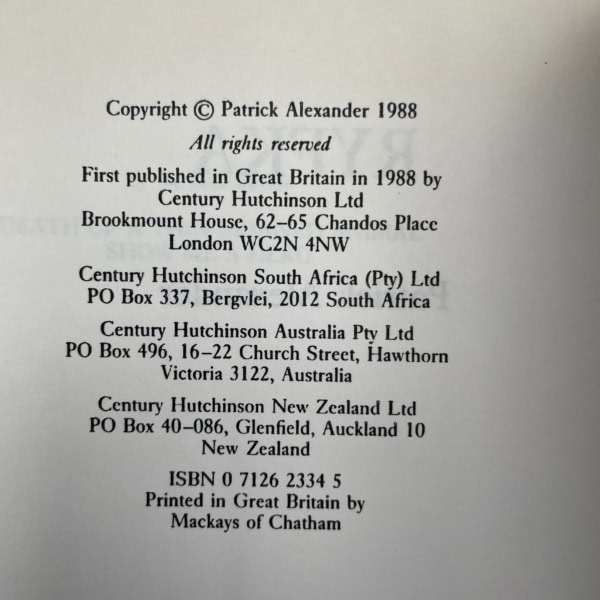 Copyright © Patrick Alexander 1988
All rights reserved
First published in Great Britain in 1988 by
Century Hutchinson Ltd
Brookmount House, 62–65 Chandos Place
London WC2N 4NW
Century Hutchinson South Africa (Pty) Ltd
PO Box 337, Bergvlei, 2012 South Africa
Century Hutchinson Australia Pty Ltd
PO Box 496, 16–22 Church Street, Hawthorn
Victoria 3122, Australia
Century Hutchinson New Zealand Ltd
PO Box 40–086, Glenfield, Auckland 10
New Zealand
ISBN 0 7126 2334 5
Printed in Great Britain by
Mackays of Chatham